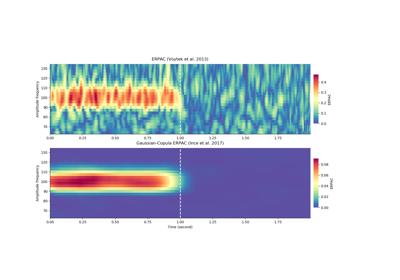 ERPAC (Voytek et al. 2013)
Amplitude frequency
130
120
110
100
90
80
70
0.00 0.25 0.50 0.75 1.00 1.25 1.50 1.75
0.4
0.3
0.2
0.1
0.0
ERPAC
Gaussian-Copula ERPAC (Ince et al. 2017)
Amplitude frequency
130
120
110
100
90
80
70
0.00 0.25 0.50 0.75 1.00 1.25 1.50 1.75
Time (second)
0.08
0.06
0.04
0.02
0.00
ERPAC